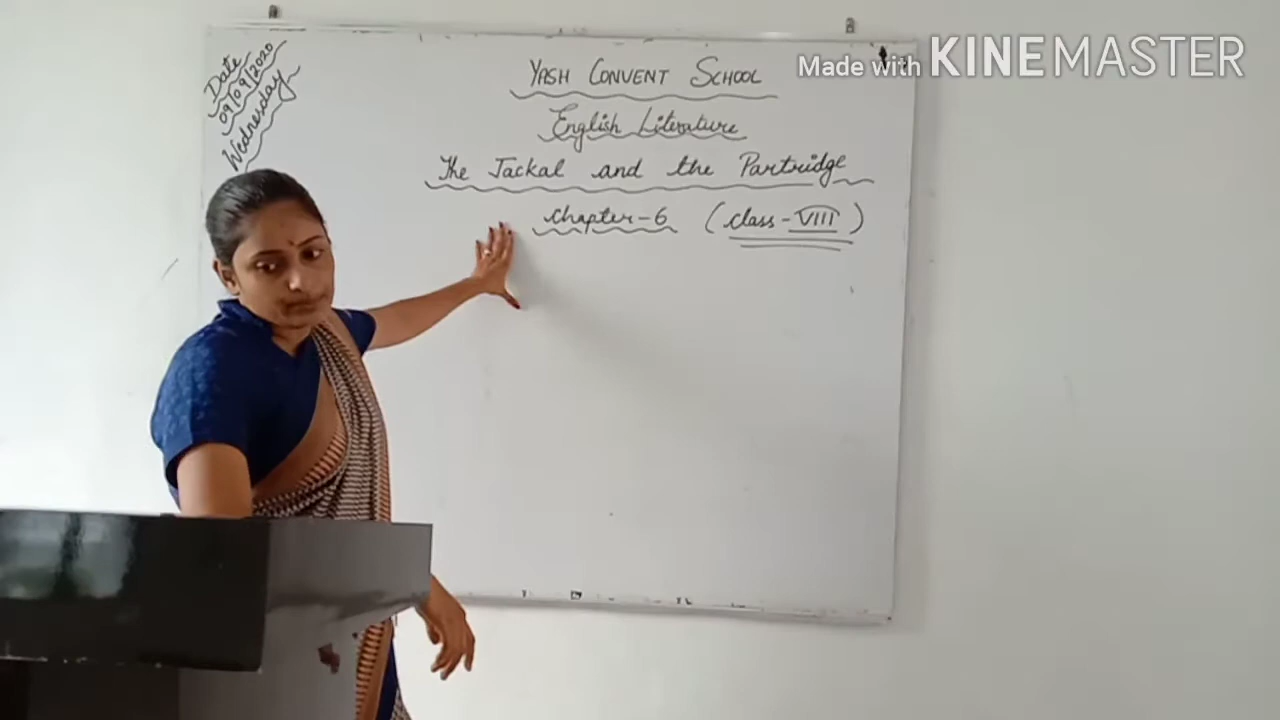 Date
09/09/2020
Wednesday
Made with KINEMASTER
YASH CONVENT SCHOOL
English Literature
The Jackal and the Partridge
Chapter-6 (Class-VIII)